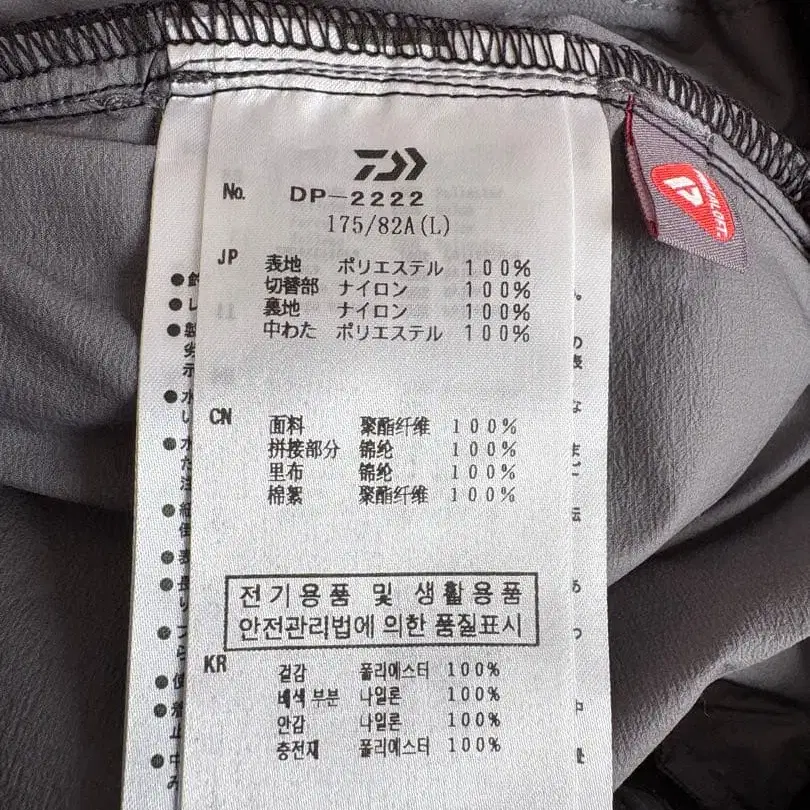 No. DP-2222
175/82A(L)
JP
表地 ポリエステル 100%
切替部 ナイロン 100%
裏地 ナイロン 100%
中わた ポリエステル 100%
CN
面料 聚酯纤维 100%
拼接部分 锦纶 100%
里布 锦纶 100%
棉絮 聚酯纤维 100%
전기용품 및 생활용품
안전관리법에 의한 품질표시
KR
겉감 폴리에스터 100%
배색 부분 나일론 100%
안감 나일론 100%
충전재 폴리에스터 100%
PRIMALOFT